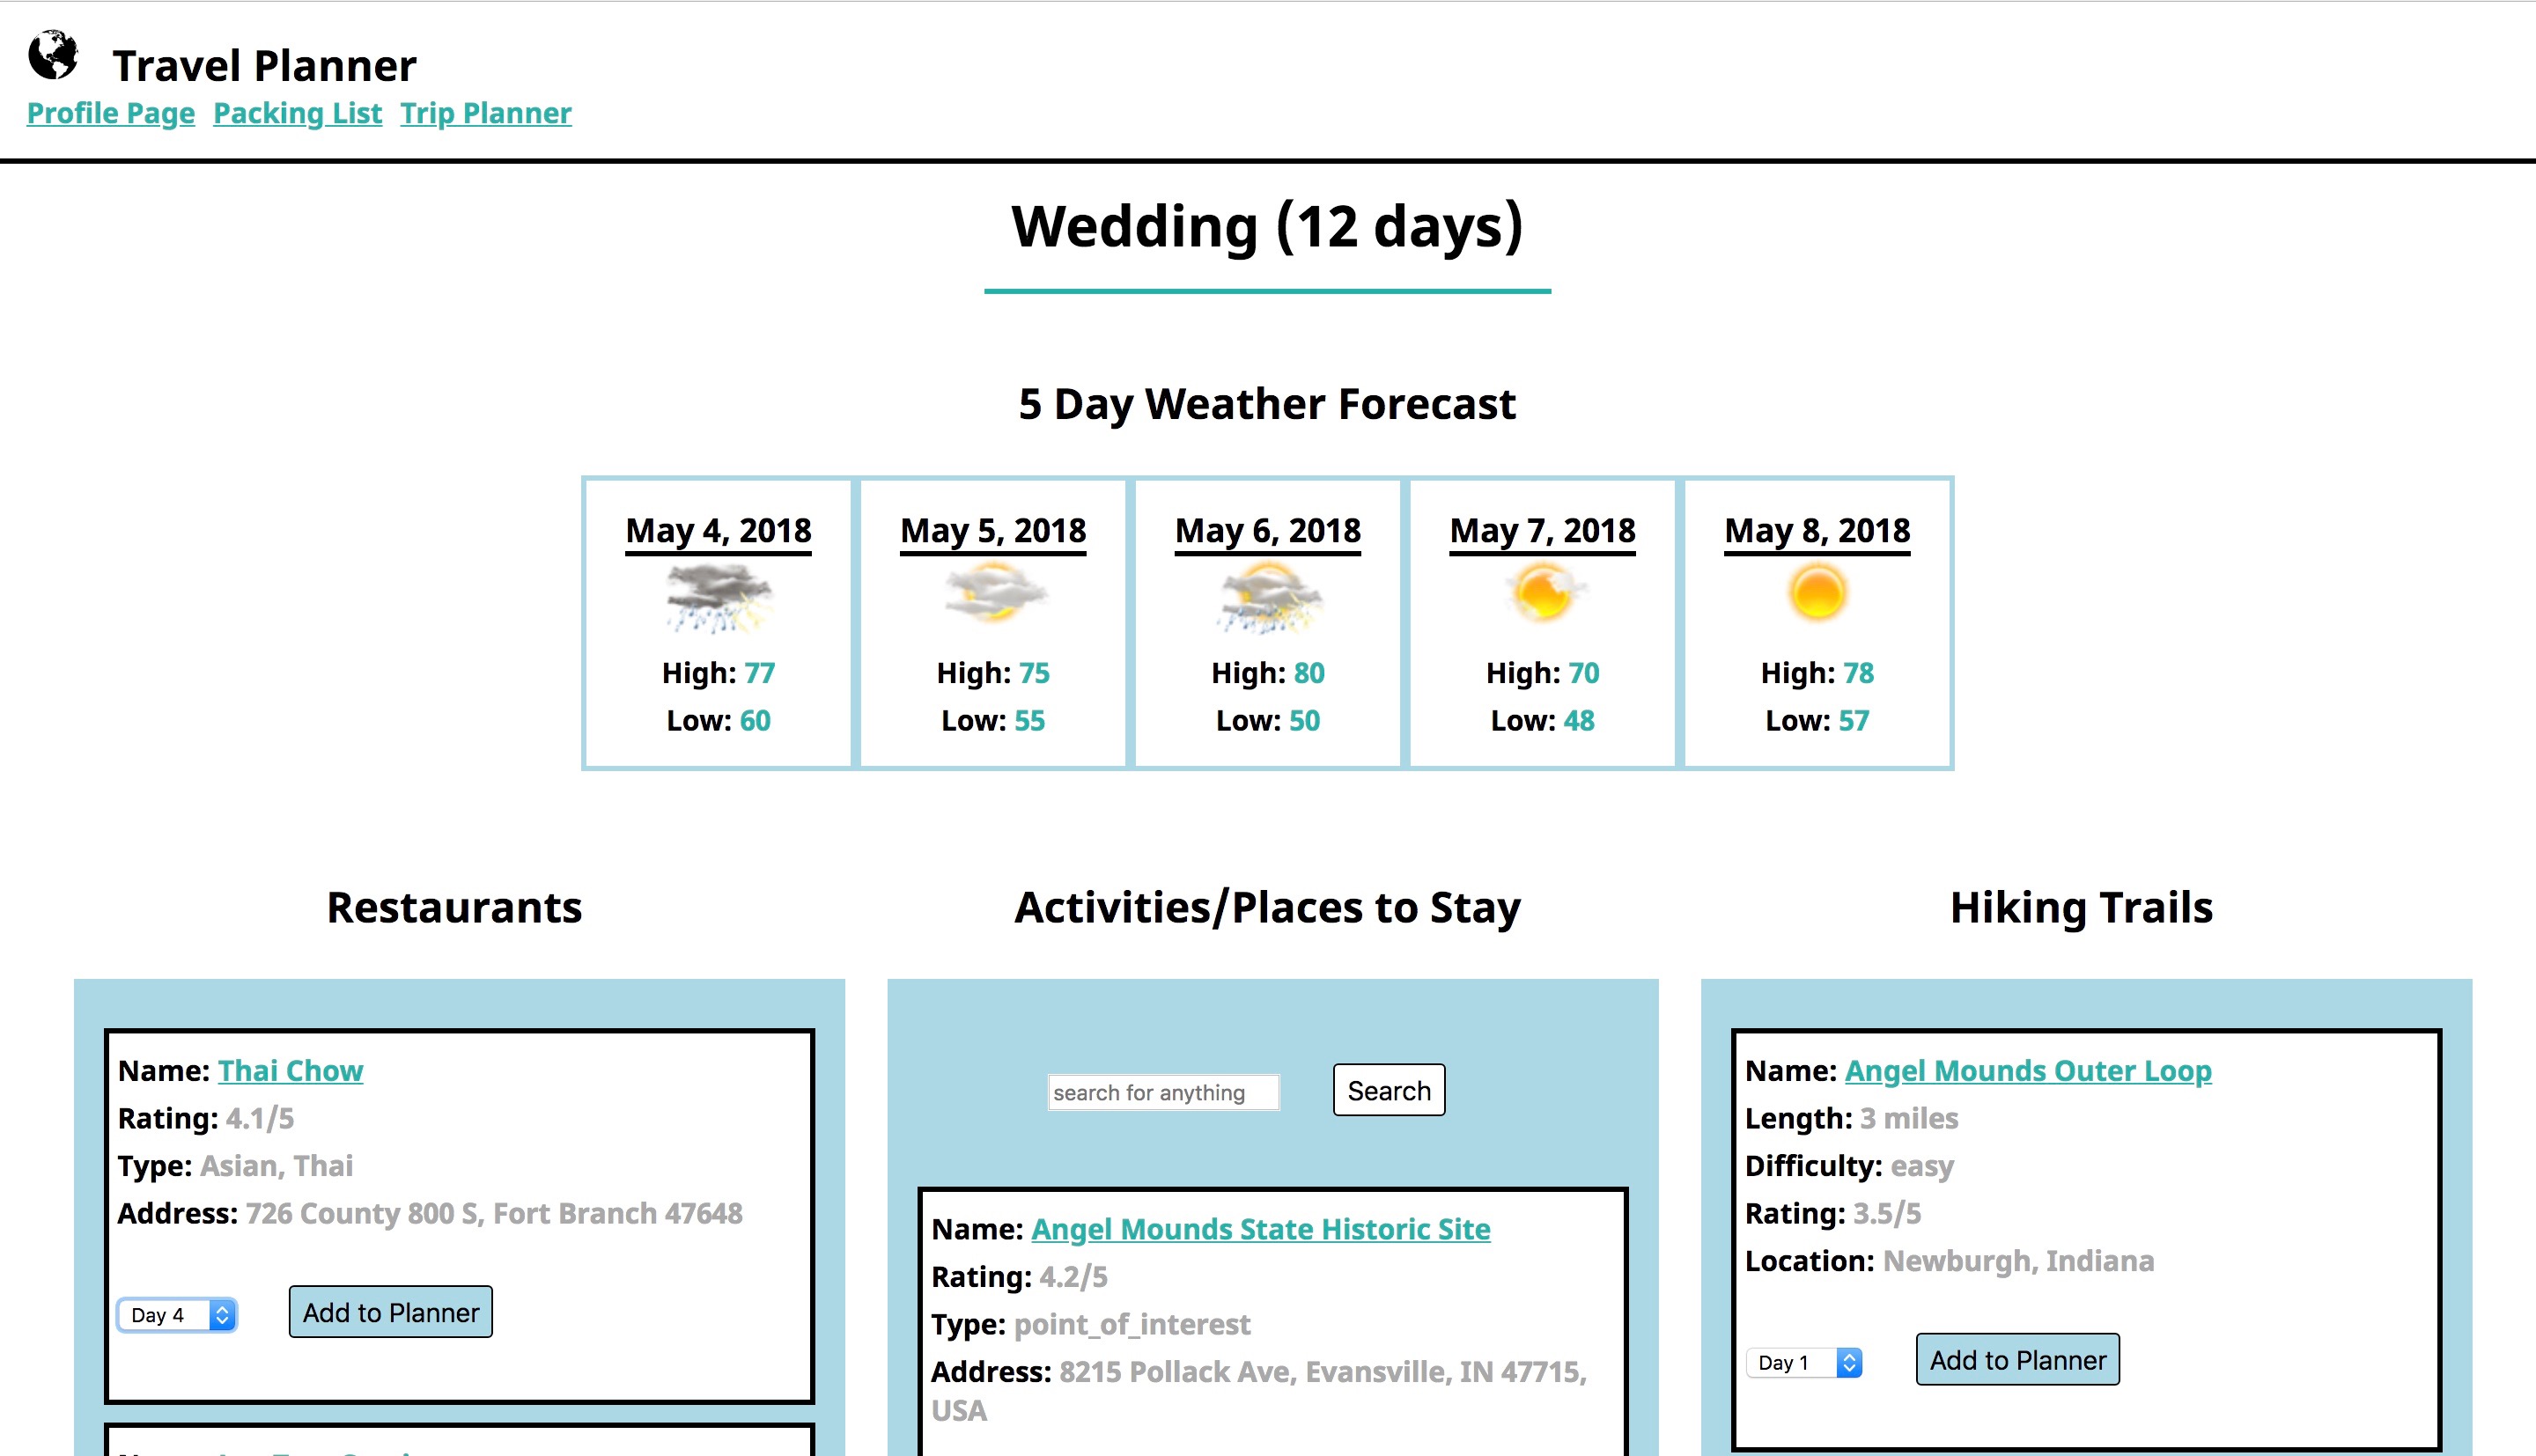 Travel Planner
Profile Page Packing List Trip Planner
Wedding (12 days)
5 Day Weather Forecast
May 4, 2018
High: 77
Low: 60
May 5, 2018
High: 75
Low: 55
May 6, 2018
High: 80
Low: 50
May 7, 2018
High: 70
Low: 48
May 8, 2018
High: 78
Low: 57
Restaurants
Name: Thai Chow
Rating: 4.1/5
Type: Asian, Thai
Address: 726 County 800 S, Fort Branch 47648
Day 4 Add to Planner
Activities/Places to Stay
search for anything Search
Name: Angel Mounds State Historic Site
Rating: 4.2/5
Type: point_of_interest
Address: 8215 Pollack Ave, Evansville, IN 47715,
USA
Hiking Trails
Name: Angel Mounds Outer Loop
Length: 3 miles
Difficulty: easy
Rating: 3.5/5
Location: Newburgh, Indiana
Day 1 Add to Planner